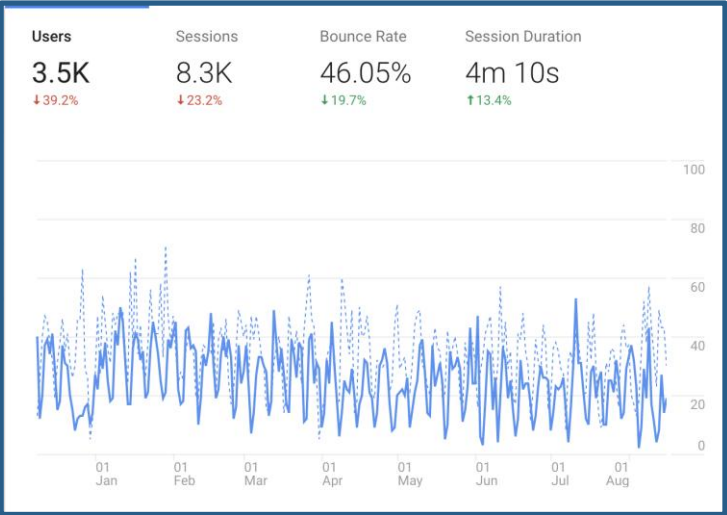 Users Sessions Bounce Rate Session Duration
3.5K 8.3K 46.05% 4m 10s
↓39.2% ↓23.2% ↓19.7% ↑13.4%
100
80
60
40
20
0
01 01 01 01 01 01 01 01
Jan Feb Mar Apr May Jun Jul Aug